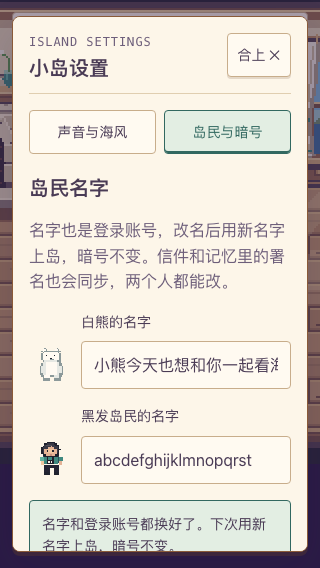 ISLAND SETTINGS
小岛设置
合上 ×
声音与海风
岛民与暗号
岛民名字
名字也是登录账号，改名后用新名字
上岛，暗号不变。信件和记忆里的署
名也会同步，两个人都能改。
白熊的名字
小熊今天也想和你一起看
黑发岛民的名字
abcdefghijklmnopqrst
名字和登录账号都换好了。下次用新
名字上岛，暗号不变。